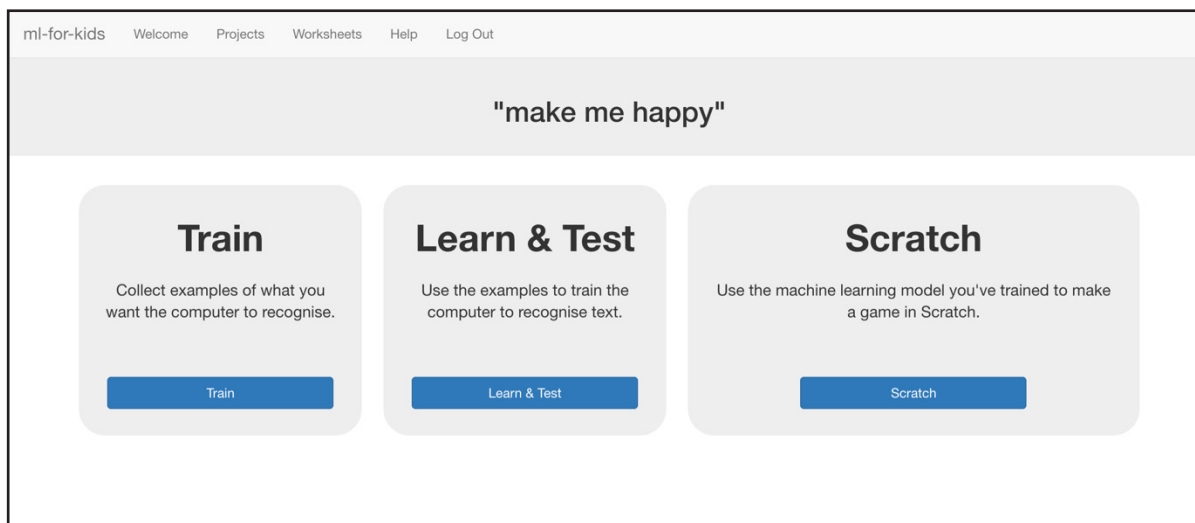 ml-for-kids Welcome Projects Worksheets Help Log Out
"make me happy"
Train
Collect examples of what you
want the computer to recognise.
Train
Learn & Test
Use the examples to train the
computer to recognise text.
Learn & Test
Scratch
Use the machine learning model you've trained to make
a game in Scratch.
Scratch